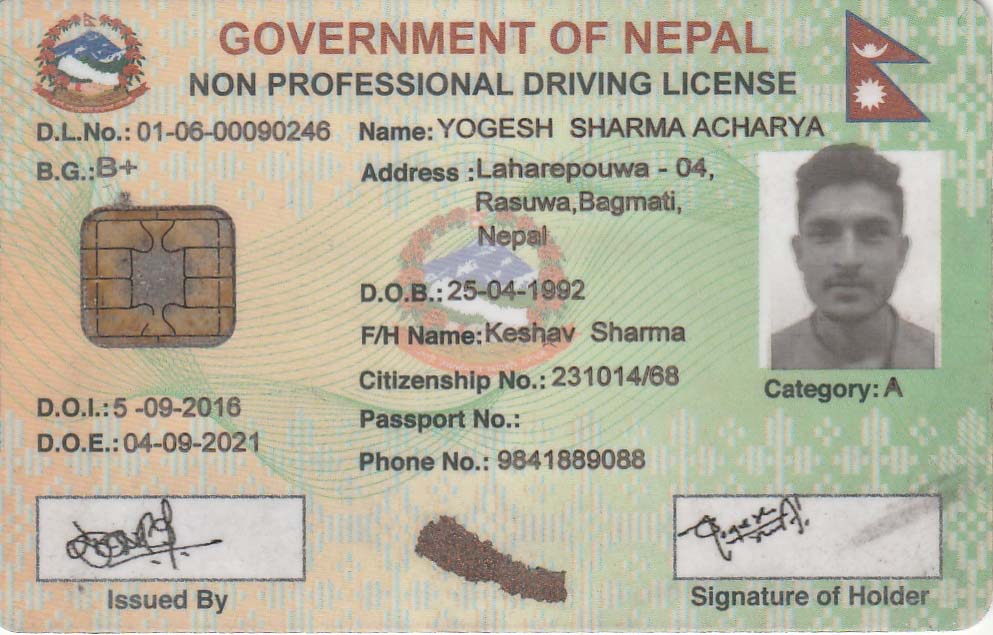 GOVERNMENT OF NEPAL
NON PROFESSIONAL DRIVING LICENSE
D.L.No.: 01-06-00090246
Name: YOGESH SHARMA ACHARYA
B.G.: B+
Address : Laharepouwa - 04,
Rasuwa,Bagmati,
Nepal
D.O.B.: 25-04-1992
F/H Name: Keshav Sharma
Citizenship No.: 231014/68
Category: A
D.O.I.: 5 -09-2016
Passport No.:
D.O.E.: 04-09-2021
Phone No.: 9841889088
Issued By
Signature of Holder